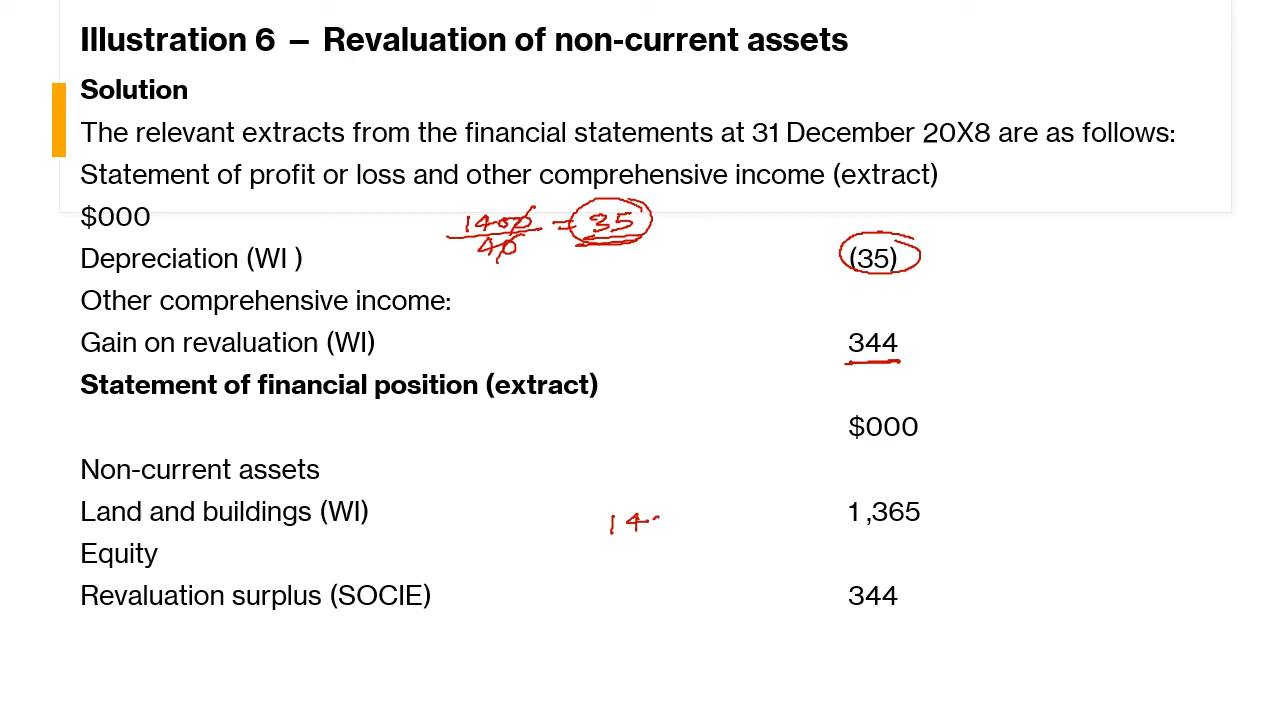 Illustration 6 – Revaluation of non-current assets
Solution
The relevant extracts from the financial statements at 31 December 20X8 are as follows:
Statement of profit or loss and other comprehensive income (extract)
$000
1400/40 = 35
Depreciation (WI ) (35)
Other comprehensive income:
Gain on revaluation (WI) 344
Statement of financial position (extract)
$000
Non-current assets
Land and buildings (WI) 1,365
14
Equity
Revaluation surplus (SOCIE) 344